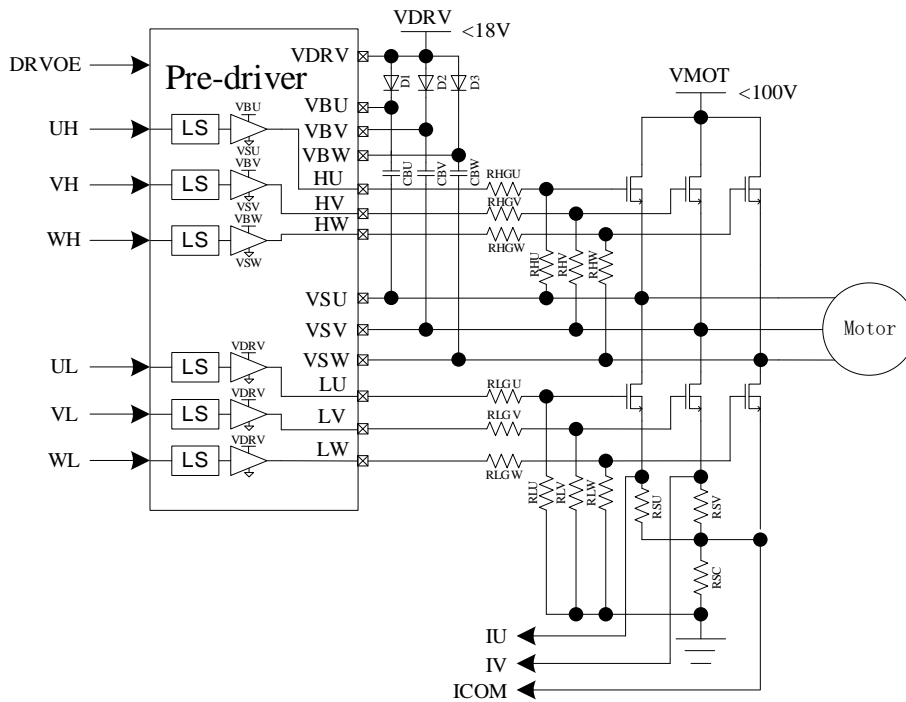 VDRV
<18V
DRVOE
Pre-driver
VDRV
D1
D2
D3
VMOT
<100V
VBU
VBV
VBW
UH
LS
VBU
VSU
VH
LS
VBV
VSV
WH
LS
VBW
VSW
CBU
CBV
CBW
HU
HV
HW
RHGU
RHGV
RHGW
RHU
RHV
RHW
VSU
VSV
VSW
Motor
UL
LS
VDRV
VL
LS
VDRV
WL
LS
VDRV
LU
LV
LW
RLGU
RLGV
RLGW
RLU
RLV
RLW
RSU
RSV
RSC
IU
IV
ICOM